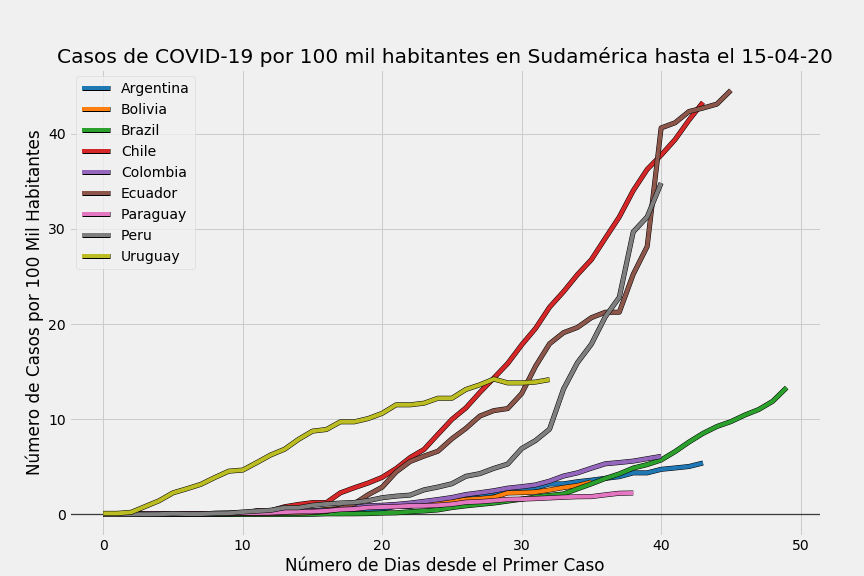 Casos de COVID-19 por 100 mil habitantes en Sudamérica hasta el 15-04-20
Argentina
Bolivia
Brazil
Chile
Colombia
Ecuador
Paraguay
Peru
Uruguay
Número de Casos por 100 Mil Habitantes
40
30
20
10
0
0 10 20 30 40 50
Número de Dias desde el Primer Caso